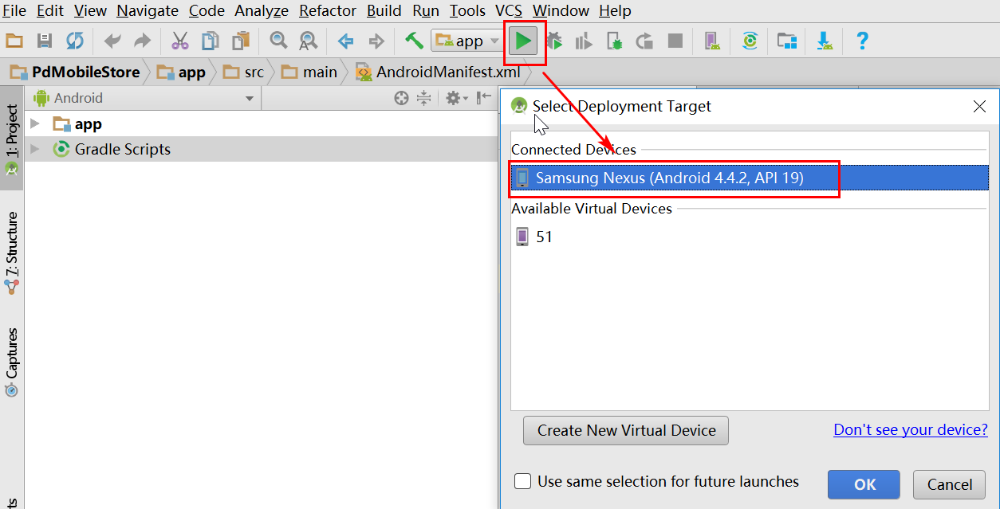 File Edit View Navigate Code Analyze Refactor Build Run Tools VCS Window Help
app
PdMobileStore app src main AndroidManifest.xml
Android
app
Gradle Scripts
1: Project
7: Structure
Captures
Select Deployment Target
Connected Devices
Samsung Nexus (Android 4.4.2, API 19)
Available Virtual Devices
51
Create New Virtual Device
Don't see your device?
Use same selection for future launches
OK
Cancel